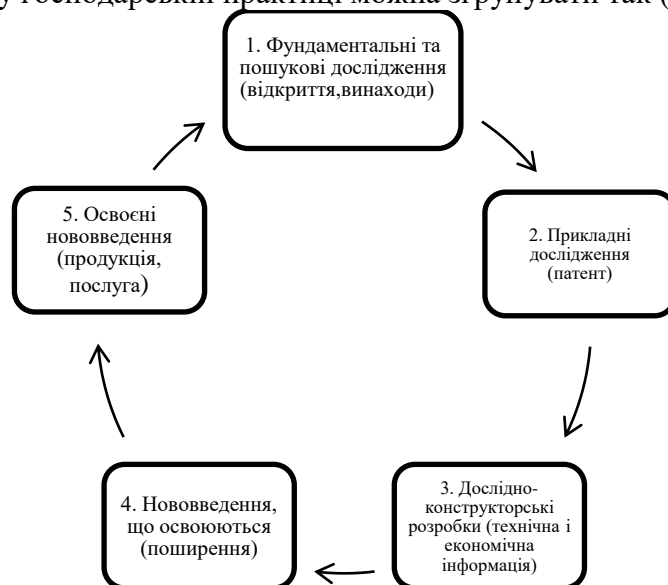 у господарській практиці можна згрупувати так (
1. Фундаментальні та
пошукові дослідження
(відкриття,винаходи)
2. Прикладні
дослідження
(патент)
3. Дослідно-
конструкторські
розробки (технічна і
економічна
інформація)
4. Нововведення,
що освоюються
(поширення)
5. Освоєні
нововведення
(продукція,
послуга)